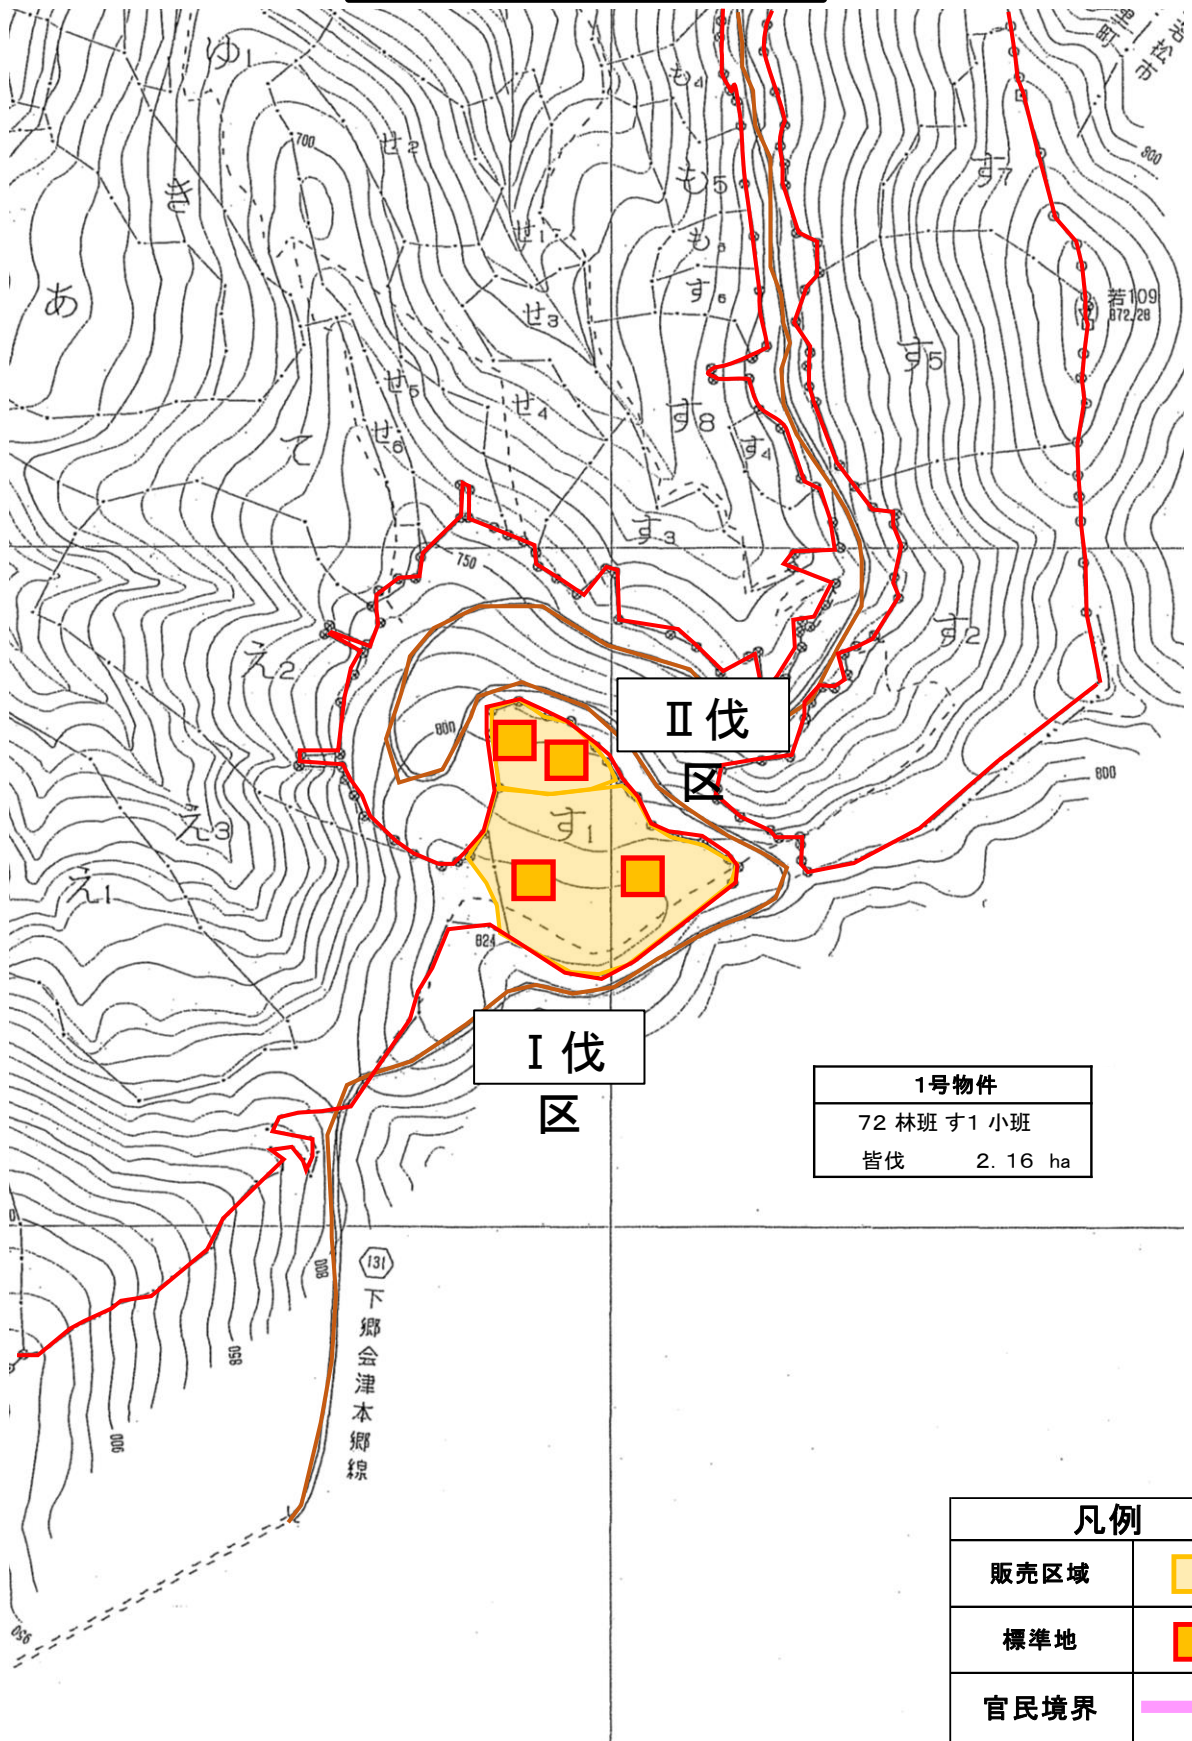 ゆ1
せ2
700
き
も4
も5
す7
900
せ1
も6
す6
せ3
あ
若109
872.28
す5
せ5
せ4
す8
す4
て
せ6
す3
750
す2
え2
Ⅱ伐
区
800
800
す1
え3
え1
824
Ⅰ伐
区
1号物件
72 林班 す1 小班
皆伐 2.16 ha
131
下郷会津本郷線
800
850
900
950
凡例
販売区域
標準地
官民境界